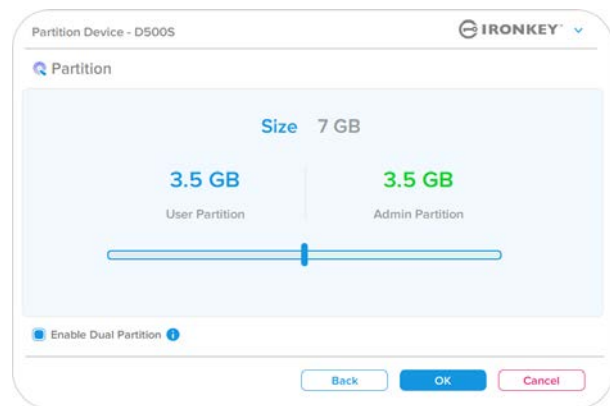 Partition Device - D500S
IRONKEY™
Partition
Size 7 GB
3.5 GB 3.5 GB
User Partition Admin Partition
Enable Dual Partition
Back OK Cancel